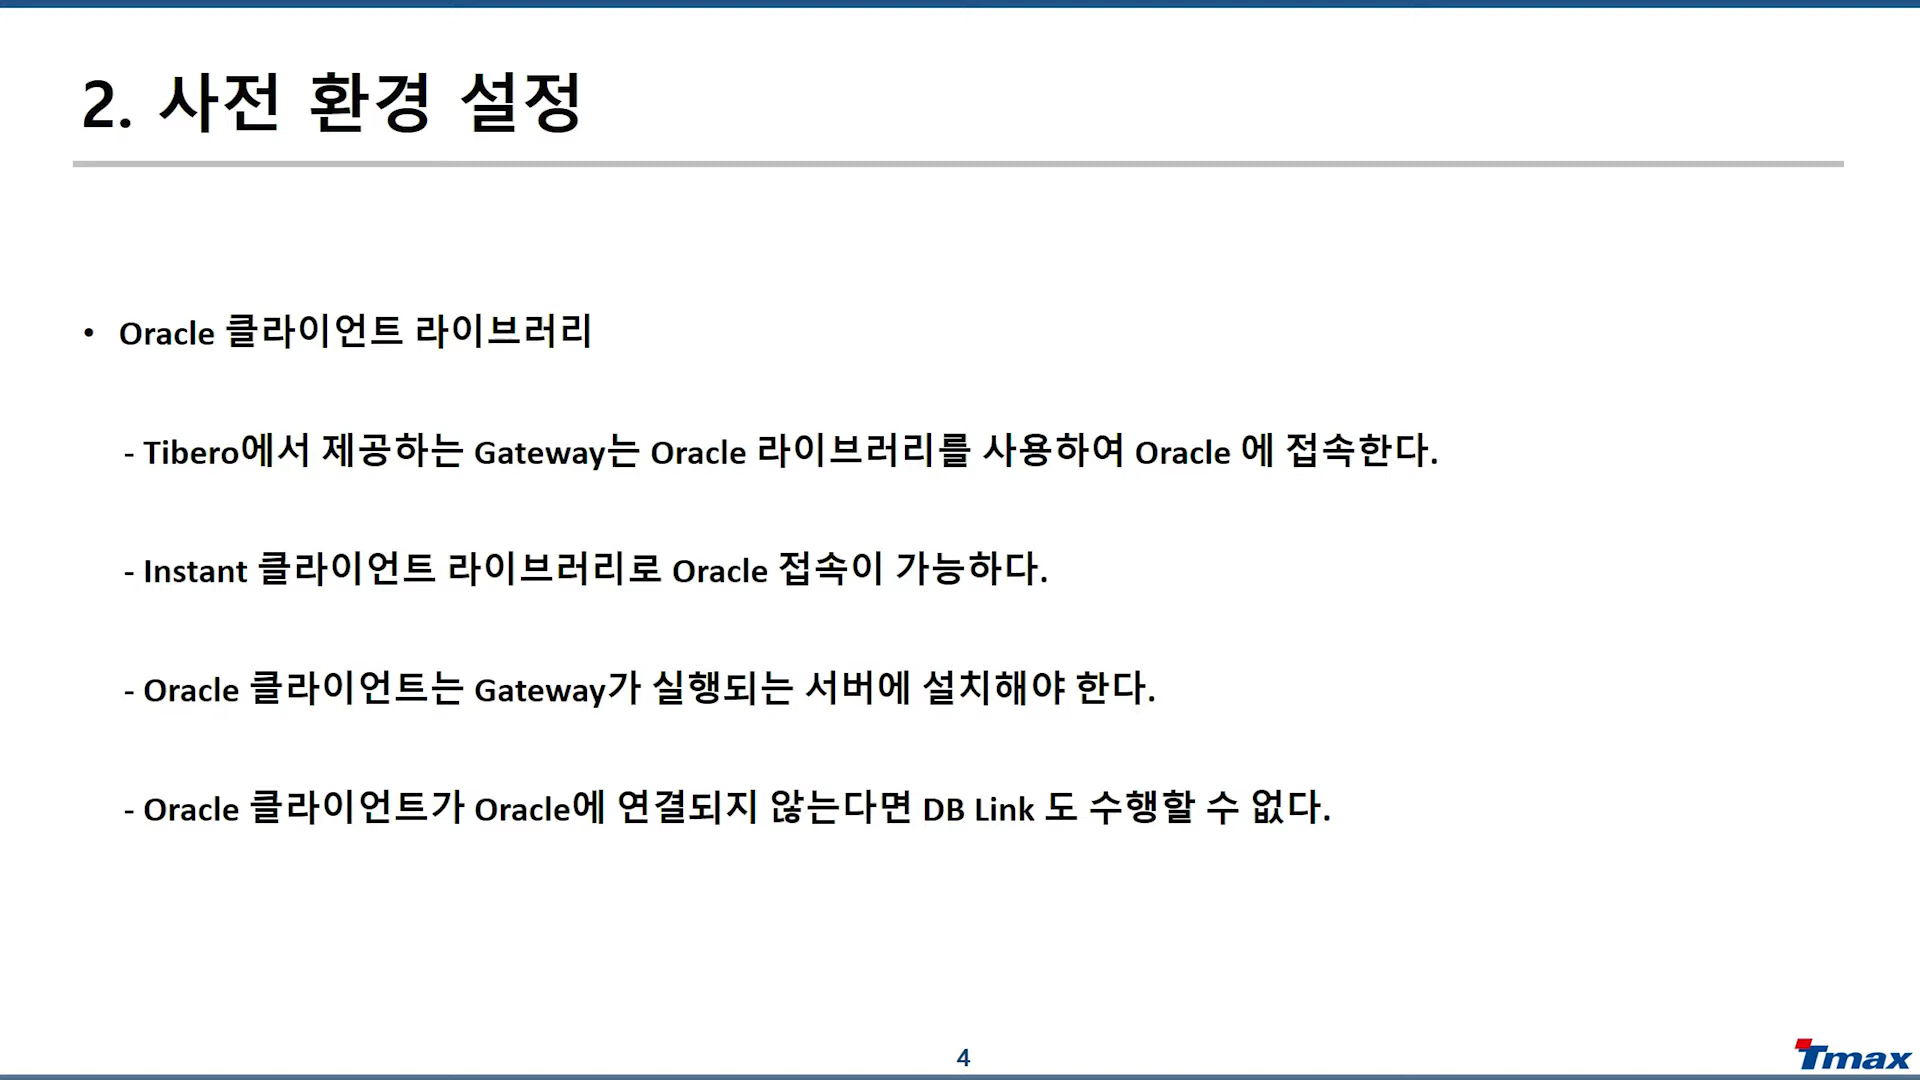 2. 사전 환경 설정
• Oracle 클라이언트 라이브러리
- Tibero에서 제공하는 Gateway는 Oracle 라이브러리를 사용하여 Oracle 에 접속한다.
- Instant 클라이언트 라이브러리로 Oracle 접속이 가능하다.
- Oracle 클라이언트는 Gateway가 실행되는 서버에 설치해야 한다.
- Oracle 클라이언트가 Oracle에 연결되지 않는다면 DB Link 도 수행할 수 없다.
4
Tmax